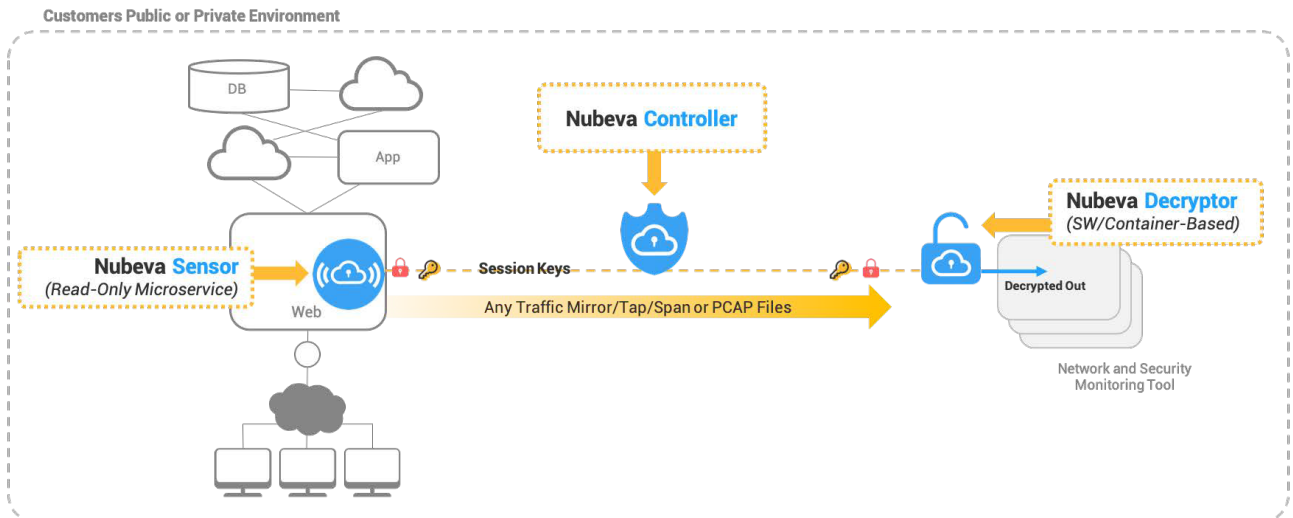 Customers Public or Private Environment
DB
App
Nubeva Controller
Nubeva Decryptor
(SW/Container-Based)
Nubeva Sensor
(Read-Only Microservice)
Session Keys
Decrypted Out
Web
Any Traffic Mirror/Tap/Span or PCAP Files
Network and Security
Monitoring Tool